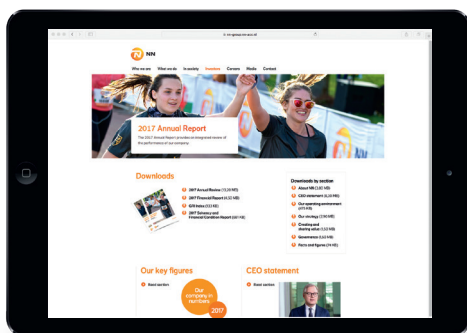 NN
Who we are What we do In society Investors Careers Media Contact
2017 Annual Report
The 2017 Annual Report provides an integrated review of
the performance of our company
Downloads
2017 Annual Review
2017 Financial Report
GRI Index
2017 Solvency and
Financial Condition Report
Downloads by section
About NN
CEO statement
Our operating environment
Our strategy
Creating and
sharing value
Governance
Facts and figures
Our key figures
Read section
Our
company in
numbers
2017
CEO statement
Read section